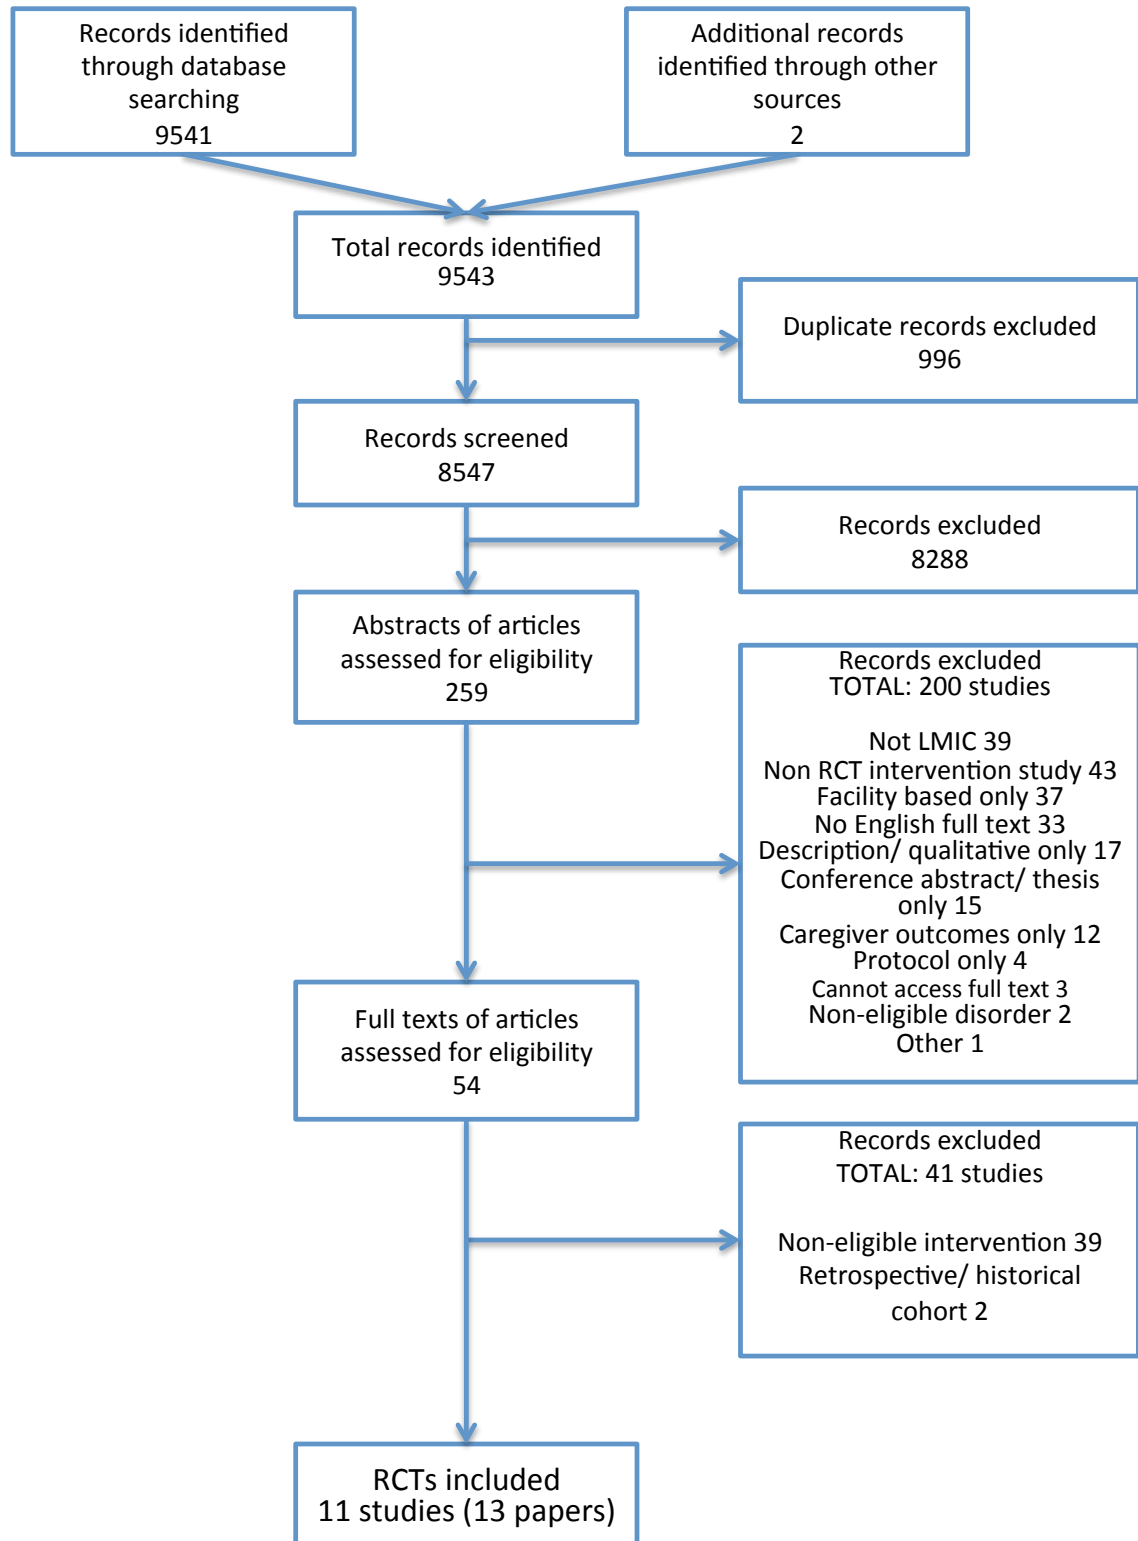 Records identified
through database
searching
9541
Additional records
identified through other
sources
2
Total records identified
9543
Duplicate records excluded
996
Records screened
8547
Records excluded
8288
Abstracts of articles
assessed for eligibility
259
Records excluded
TOTAL: 200 studies
Not LMIC 39
Non RCT intervention study 43
Facility based only 37
No English full text 33
Description/ qualitative only 17
Conference abstract/ thesis
only 15
Caregiver outcomes only 12
Protocol only 4
Cannot access full text 3
Non-eligible disorder 2
Other 1
Full texts of articles
assessed for eligibility
54
Records excluded
TOTAL: 41 studies
Non-eligible intervention 39
Retrospective/ historical
cohort 2
RCTs included
11 studies (13 papers)